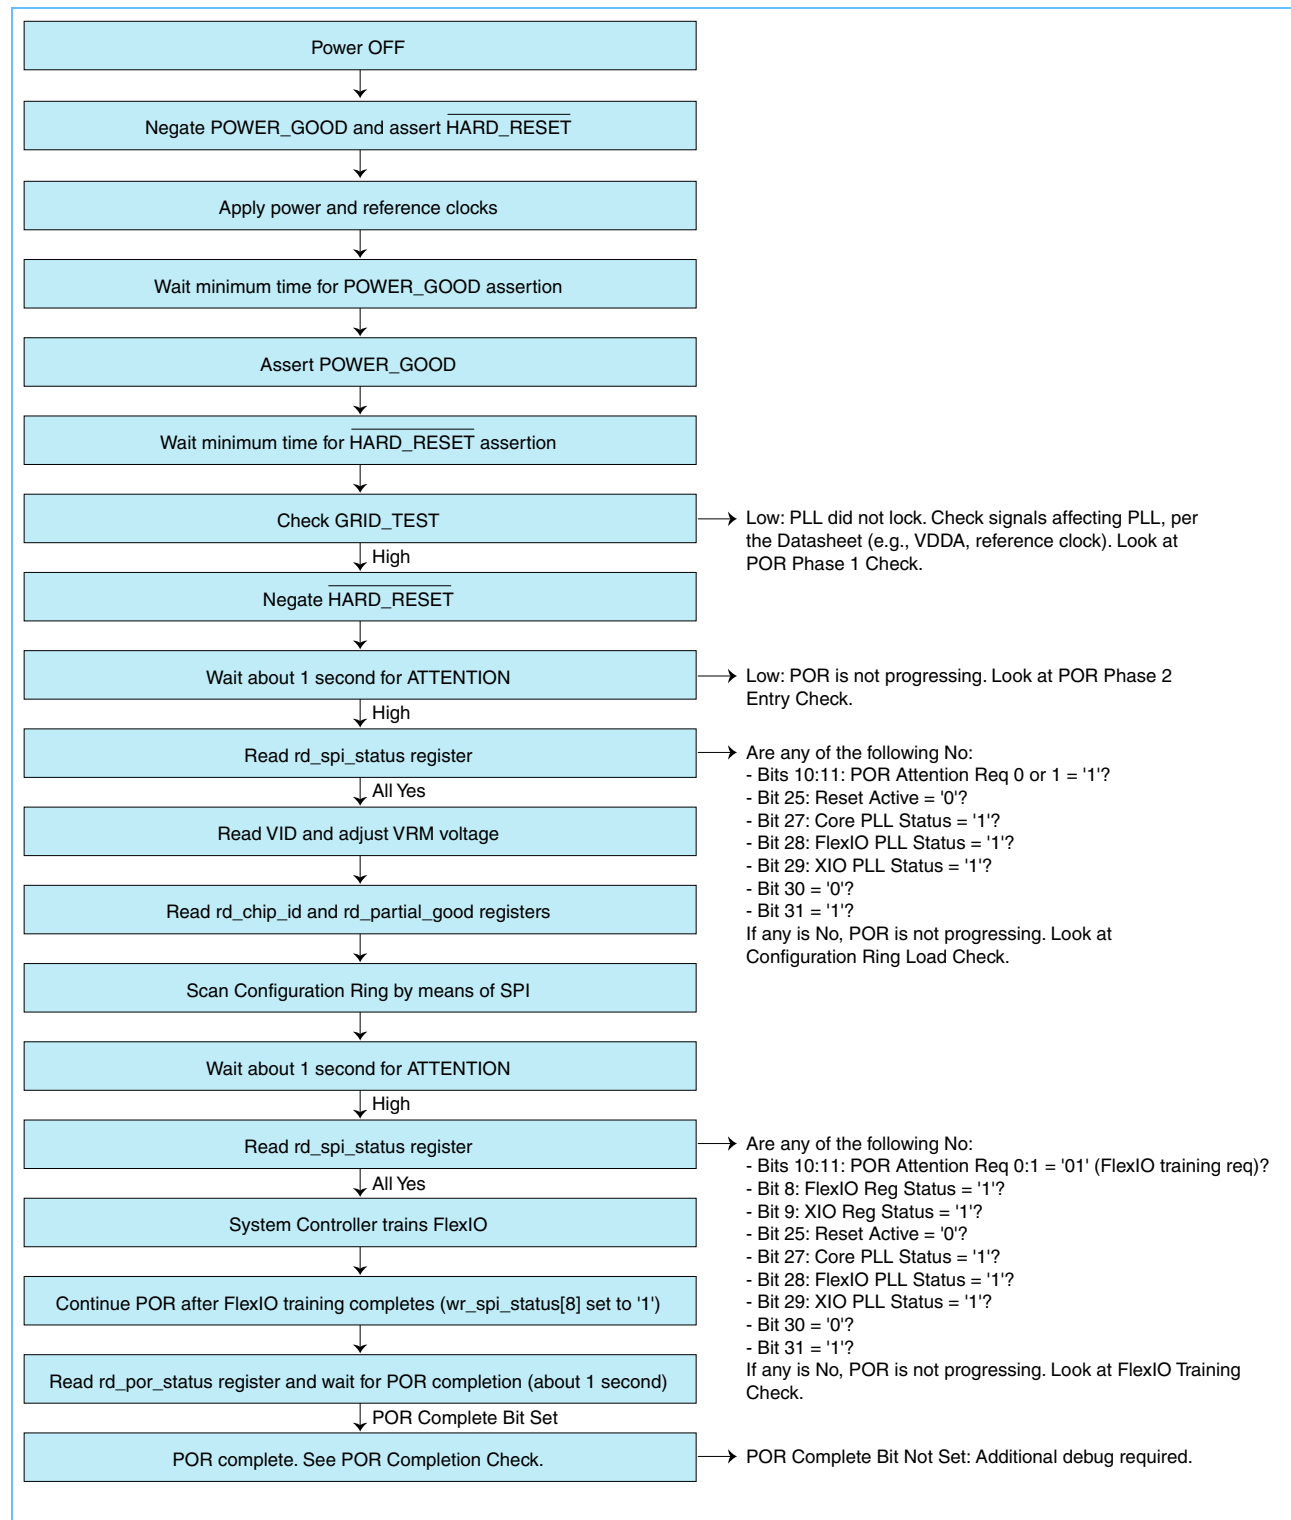 Power OFF
Negate POWER_GOOD and assert HARD_RESET
Apply power and reference clocks
Wait minimum time for POWER_GOOD assertion
Assert POWER_GOOD
Wait minimum time for HARD_RESET assertion
Check GRID_TEST
Low: PLL did not lock. Check signals affecting PLL, per
the Datasheet (e.g., VDDA, reference clock). Look at
POR Phase 1 Check.
High
Negate HARD_RESET
Wait about 1 second for ATTENTION
Low: POR is not progressing. Look at POR Phase 2
Entry Check.
High
Read rd_spi_status register
Are any of the following No:
- Bits 10:11: POR Attention Req 0 or 1 = '1'?
- Bit 25: Reset Active = '0'?
- Bit 27: Core PLL Status = '1'?
- Bit 28: FlexIO PLL Status = '1'?
- Bit 29: XIO PLL Status = '1'?
- Bit 30 = '0'?
- Bit 31 = '1'?
If any is No, POR is not progressing. Look at
Configuration Ring Load Check.
All Yes
Read VID and adjust VRM voltage
Read rd_chip_id and rd_partial_good registers
Scan Configuration Ring by means of SPI
Wait about 1 second for ATTENTION
High
Read rd_spi_status register
Are any of the following No:
- Bits 10:11: POR Attention Req 0:1 = '01' (FlexIO training req)?
- Bit 8: FlexIO Reg Status = '1'?
- Bit 9: XIO Reg Status = '1'?
- Bit 25: Reset Active = '0'?
- Bit 27: Core PLL Status = '1'?
- Bit 28: FlexIO PLL Status = '1'?
- Bit 29: XIO PLL Status = '1'?
- Bit 30 = '0'?
- Bit 31 = '1'?
If any is No, POR is not progressing. Look at FlexIO Training
Check.
All Yes
System Controller trains FlexIO
Continue POR after FlexIO training completes (wr_spi_status[8] set to '1')
Read rd_por_status register and wait for POR completion (about 1 second)
POR Complete Bit Set
POR complete. See POR Completion Check.
POR Complete Bit Not Set: Additional debug required.